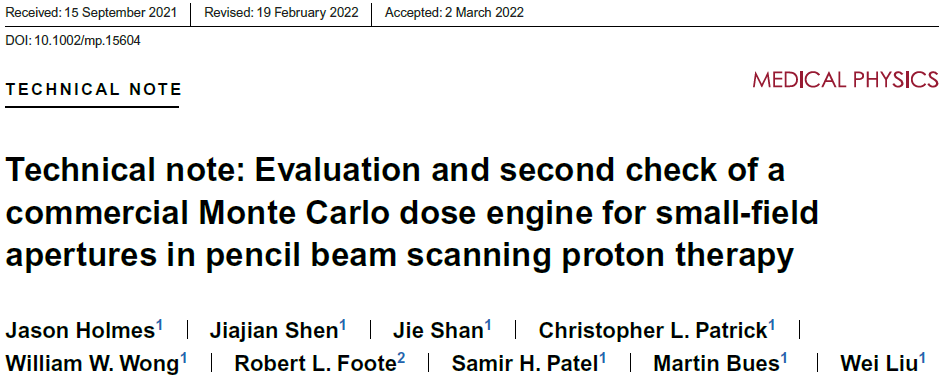 Received: 15 September 2021 | Revised: 19 February 2022 | Accepted: 2 March 2022
DOI: 10.1002/mp.15604
TECHNICAL NOTE
MEDICAL PHYSICS
Technical note: Evaluation and second check of a
commercial Monte Carlo dose engine for small-field
apertures in pencil beam scanning proton therapy
Jason Holmes1 | Jiajian Shen1 | Jie Shan1 | Christopher L. Patrick1 |
William W. Wong1 | Robert L. Foote2 | Samir H. Patel1 | Martin Bues1 | Wei Liu1